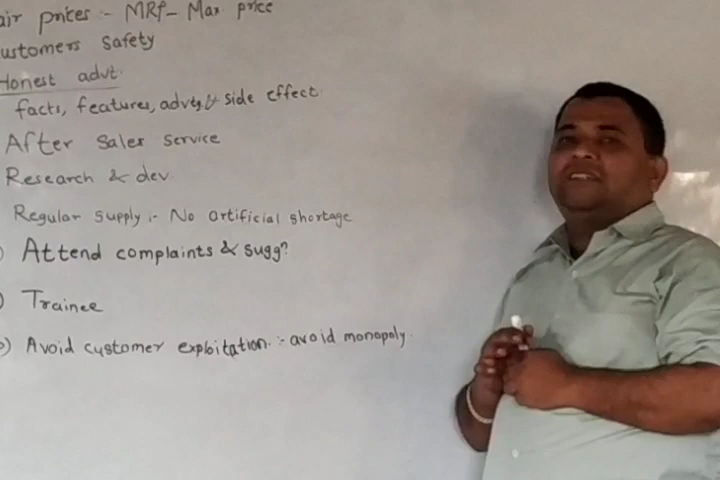 air prices :- MRP - Max. price
ustomers safety
Honest advt.
facts, features, advtg & side effect.
After Sales Service
Research & dev.
Regular supply :- No artificial shortage
) Attend complaints & sugg?
) Trainee
) Avoid customer exploitation :- avoid monopoly.